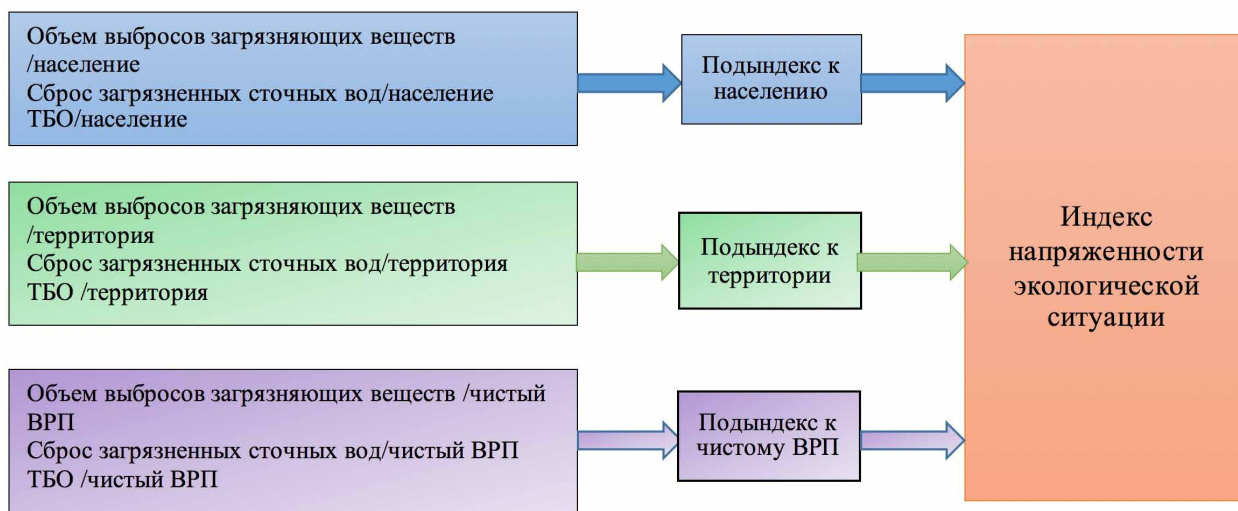 Объем выбросов загрязняющих веществ
/население
Сброс загрязненных сточных вод/население
ТБО/население
Подындекс к
населению
Объем выбросов загрязняющих веществ
/территория
Сброс загрязненных сточных вод/территория
ТБО /территория
Подындекс к
территории
Объем выбросов загрязняющих веществ /чистый
ВРП
Сброс загрязненных сточных вод/чистый ВРП
ТБО /чистый ВРП
Подындекс к
чистому ВРП
Индекс
напряженности
экологической
ситуации